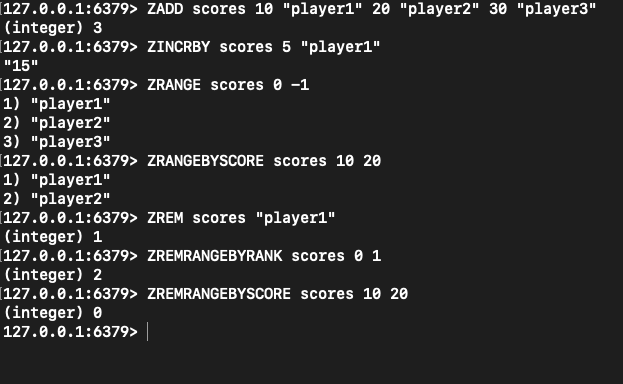 [127.0.0.1:6379> ZADD scores 10 "player1" 20 "player2" 30 "player3"
(integer) 3
[127.0.0.1:6379> ZINCRBY scores 5 "player1"
"15"
[127.0.0.1:6379> ZRANGE scores 0 -1
1) "player1"
2) "player2"
3) "player3"
[127.0.0.1:6379> ZRANGEBYSCORE scores 10 20
1) "player1"
2) "player2"
[127.0.0.1:6379> ZREM scores "player1"
(integer) 1
[127.0.0.1:6379> ZREMRANGEBYRANK scores 0 1
(integer) 2
[127.0.0.1:6379> ZREMRANGEBYSCORE scores 10 20
(integer) 0
127.0.0.1:6379>